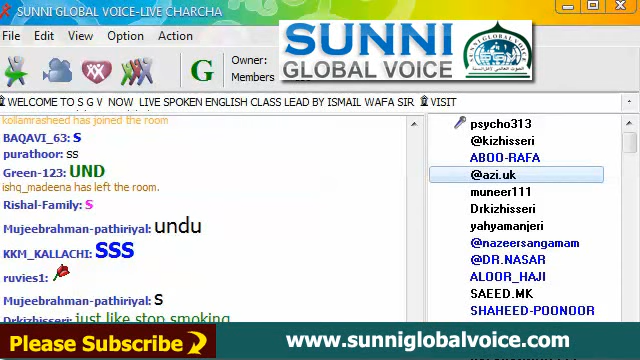 SUNNI GLOBAL VOICE-LIVE CHARCHA
File Edit View Option Action
SUNNI
GLOBAL VOICE
G
Owner:
Members
WELCOME TO S G V NOW LIVE SPOKEN ENGLISH CLASS LEAD BY ISMAIL WAFA SIR VISIT
kollamrasheed has joined the room
BAQAVI_63: S
purathoor: ss
Green-123: UND
ishq_madeena has left the room.
Rishal-Family: S
Mujeebrahman-pathiriyal: undu
KKM_KALLACHI: SSS
ruvies1:
Mujeebrahman-pathiriyal: S
Drkizhisseri: just like stop smoking
psycho313
@kizhisseri
ABOO-RAFA
@azi.uk
muneer111
Drkizhisseri
yahyamanjeri
@nazeersangamam
@DR.NASAR
ALOOR_HAJI
SAEED.MK
SHAHEED-POONOOR
Please Subscribe
www.sunniglobalvoice.com